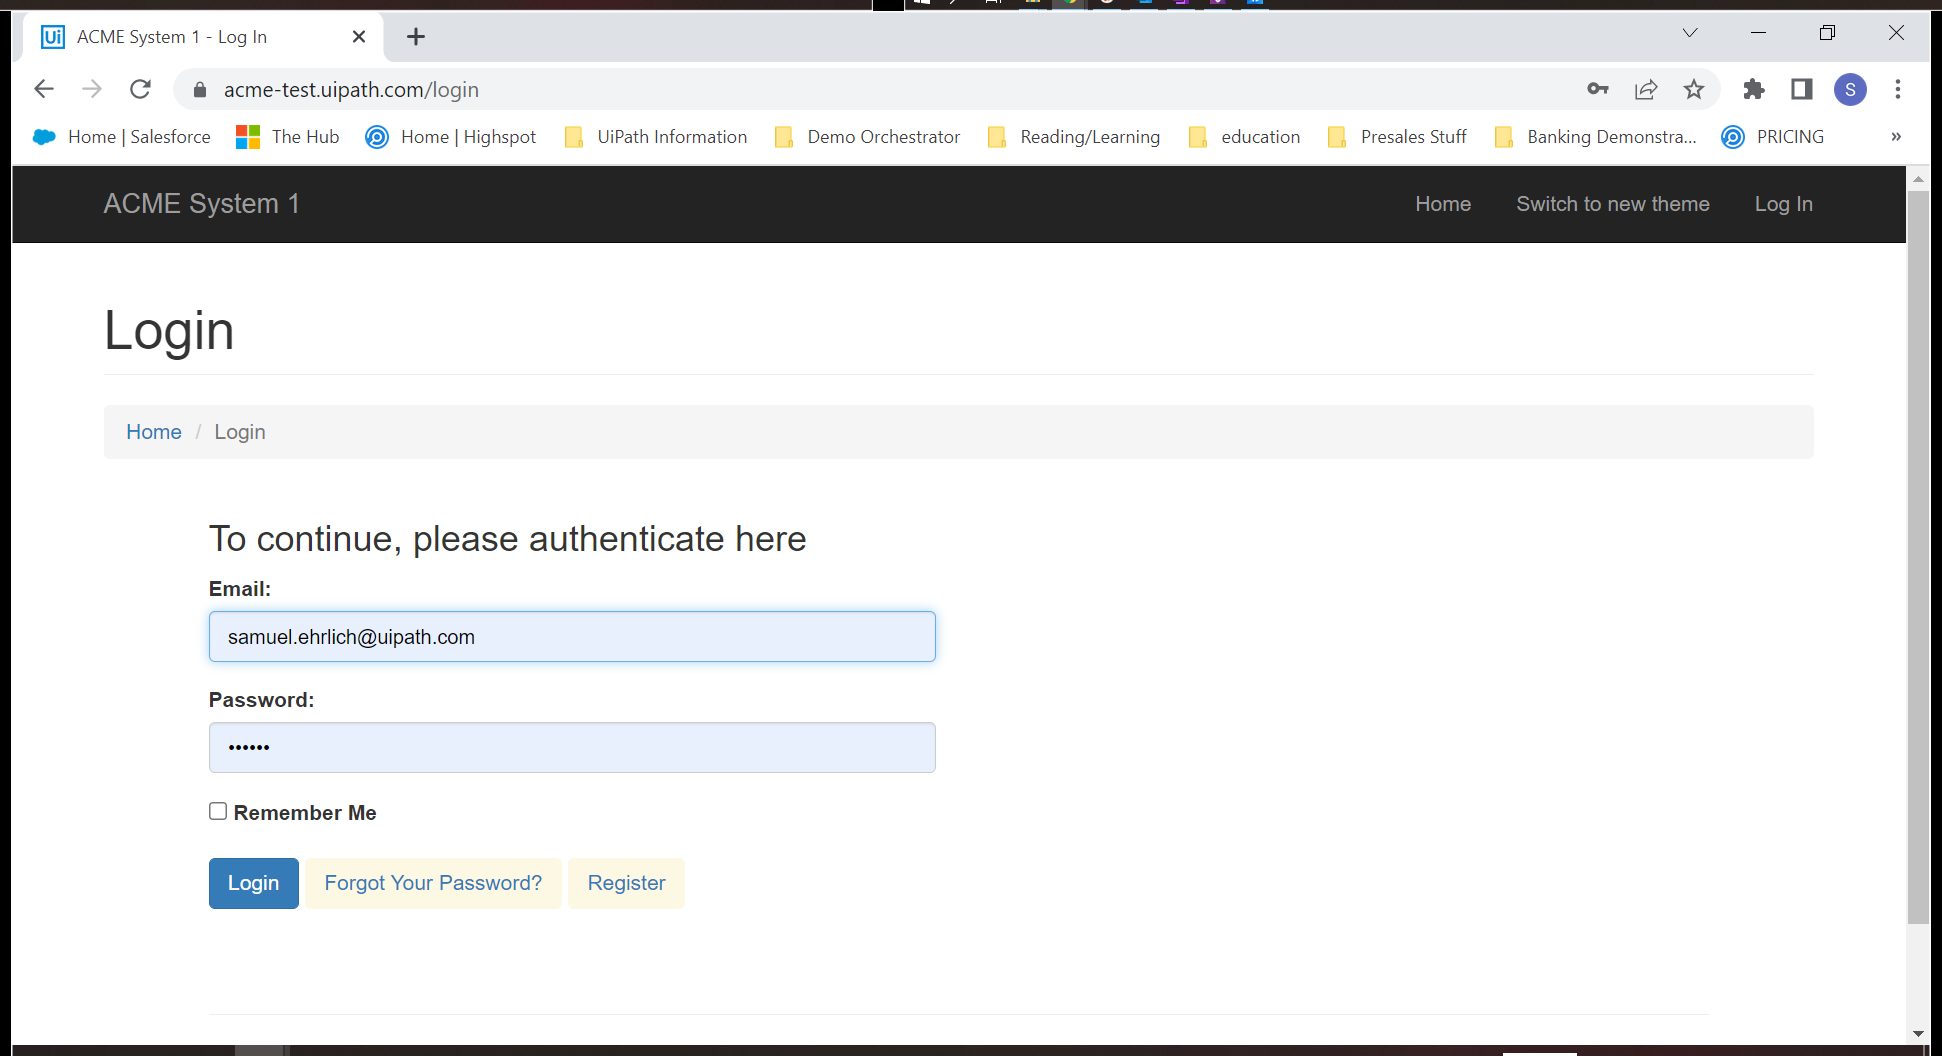 Ui ACME System 1 - Log In
acme-test.uipath.com/login
S
Home | Salesforce The Hub Home | Highspot UiPath Information Demo Orchestrator Reading/Learning education Presales Stuff Banking Demonstra... PRICING »
ACME System 1 Home Switch to new theme Log In
Login
Home / Login
To continue, please authenticate here
Email:
samuel.ehrlich@uipath.com
Password:
••••••
Remember Me
Login Forgot Your Password? Register